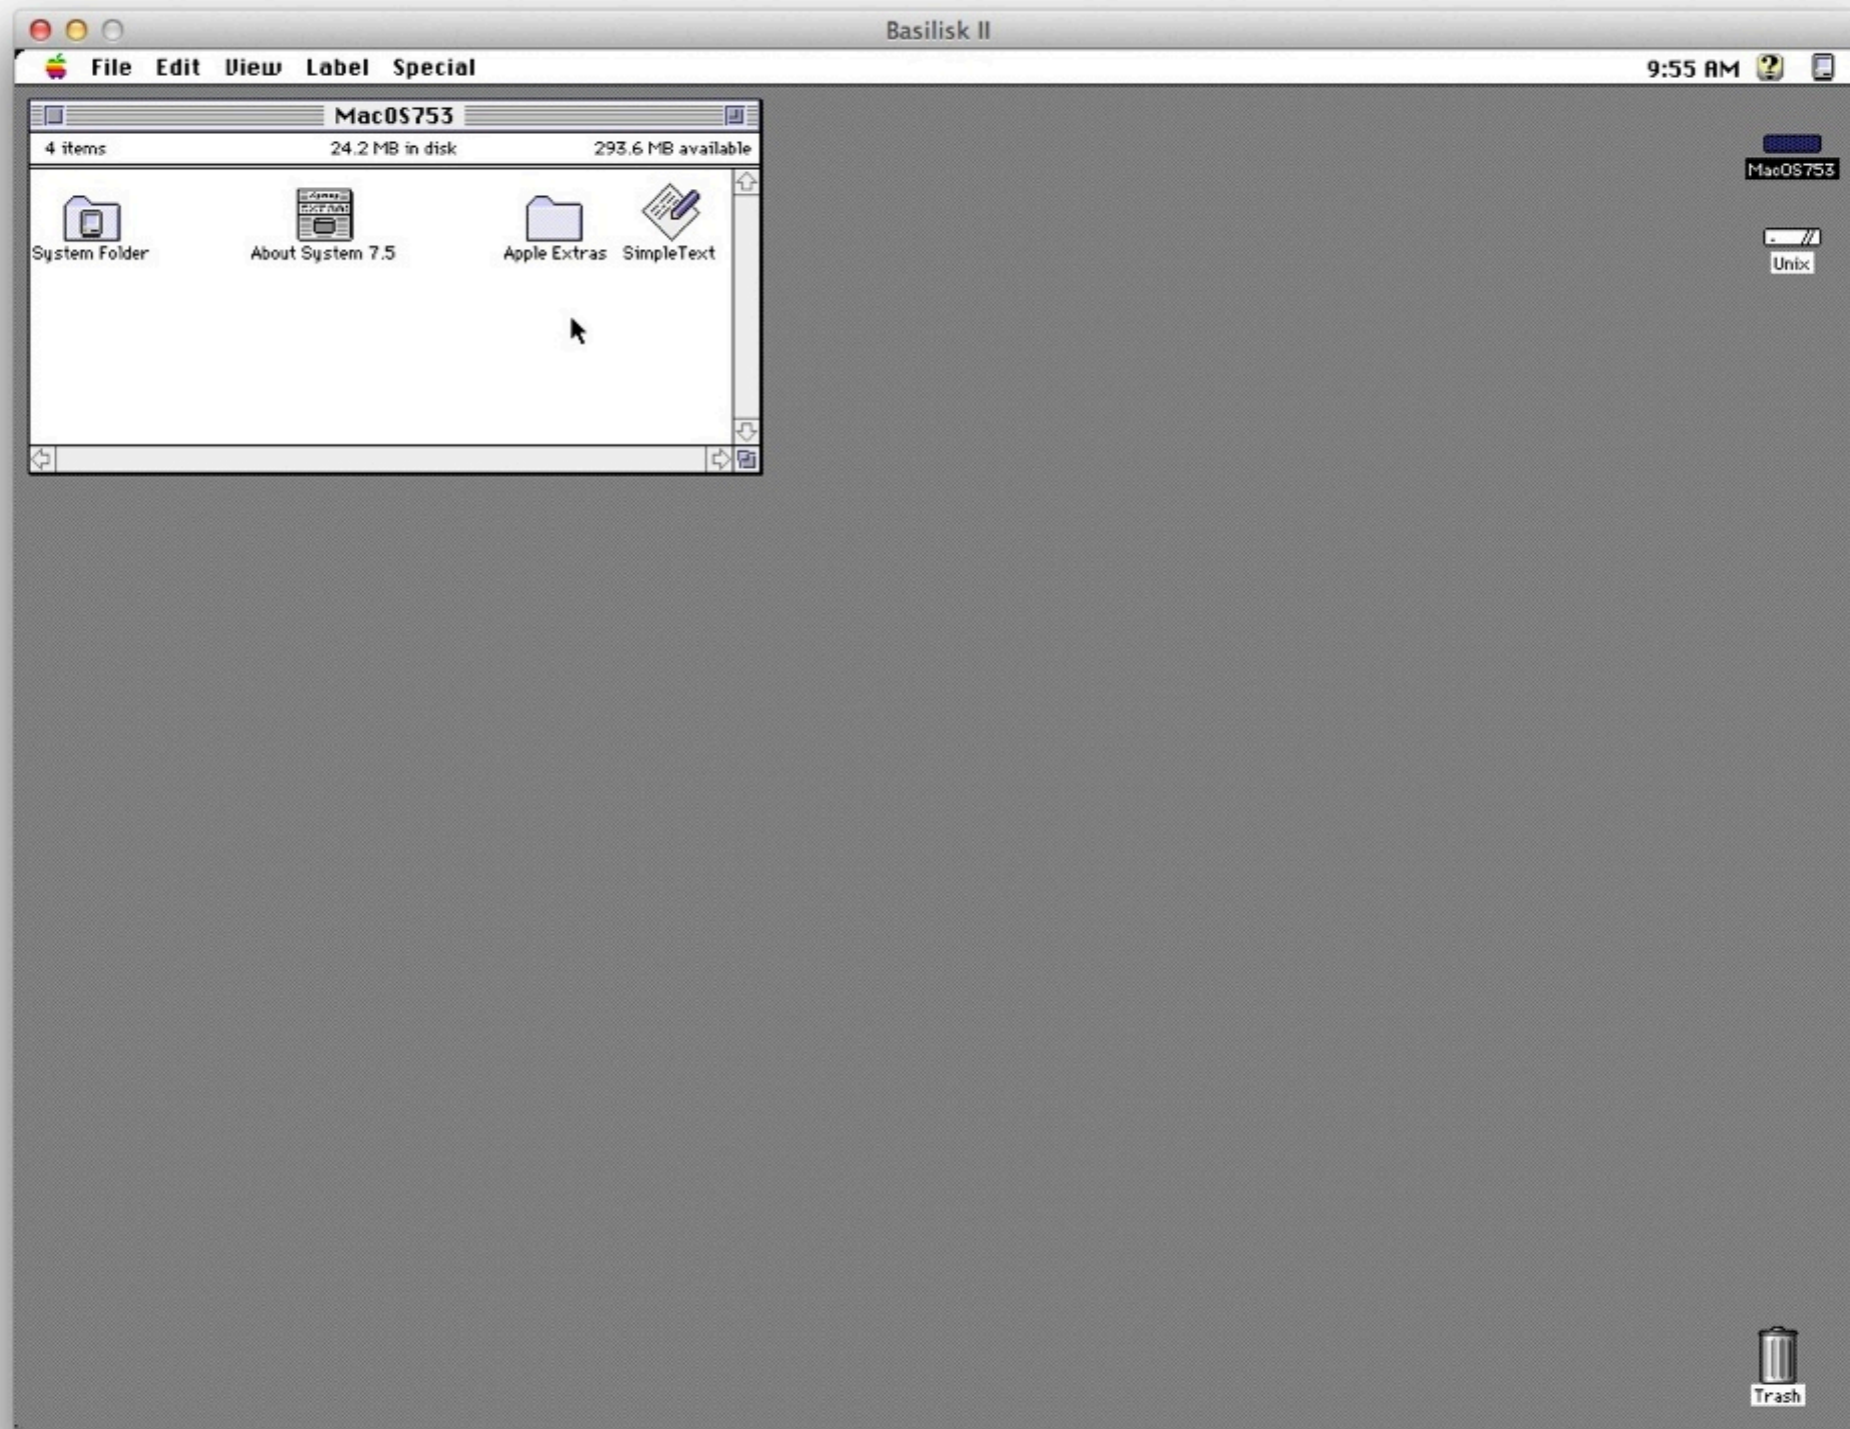 Basilisk II
File Edit View Label Special 9:55 AM
MacOS753
4 items 24.2 MB in disk 293.6 MB available
System Folder About System 7.5 Apple Extras SimpleText
MacOS753
Unix
Trash